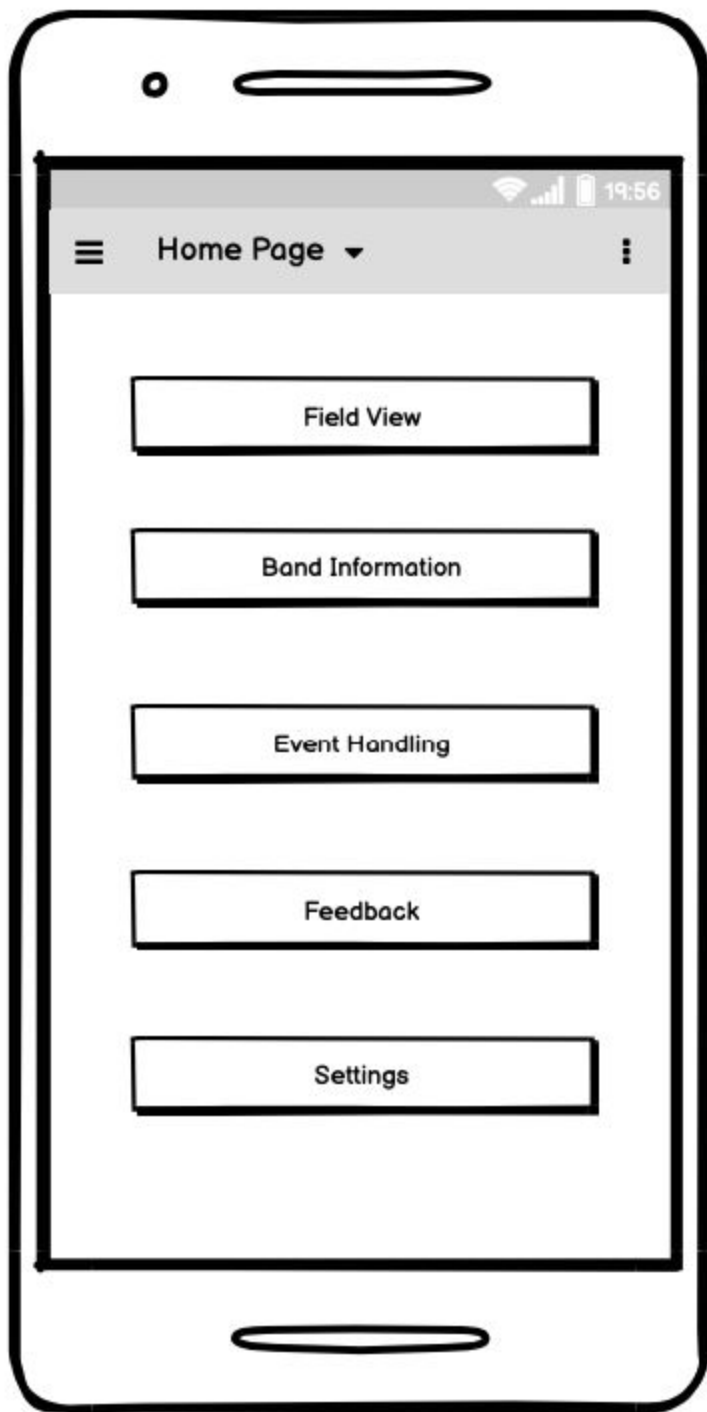 19:56
Home Page
Field View
Band Information
Event Handling
Feedback
Settings